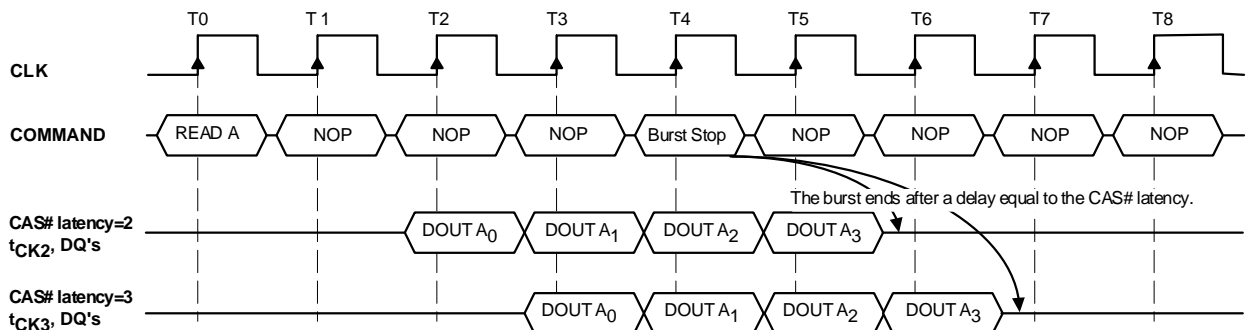 T0 T1 T2 T3 T4 T5 T6 T7 T8
CLK
COMMAND READ A NOP NOP NOP Burst Stop NOP NOP NOP NOP
The burst ends after a delay equal to the CAS# latency.
CAS# latency=2
tCK2, DQ's DOUT A0 DOUT A1 DOUT A2 DOUT A3
CAS# latency=3
tCK3, DQ's DOUT A0 DOUT A1 DOUT A2 DOUT A3